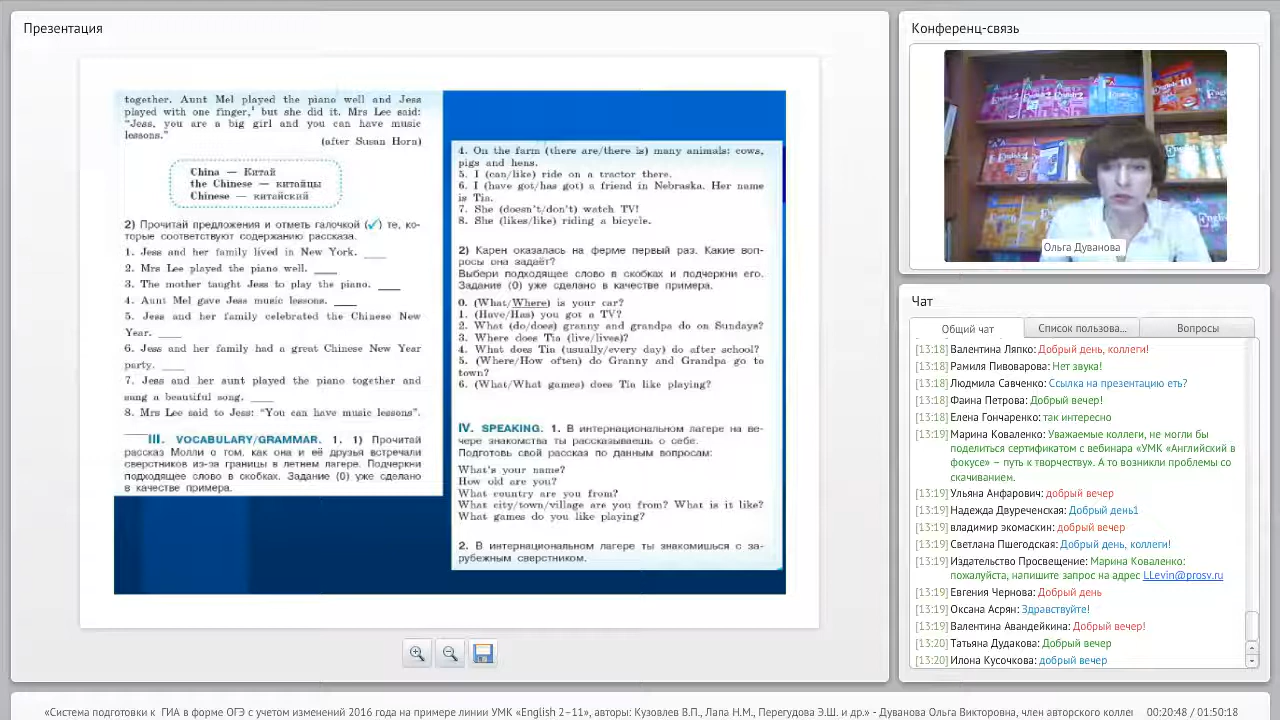 Презентация
together. Aunt Mel played the piano well and Jess
played with one finger,¹ but she did it. Mrs Lee said:
"Jess, you are a big girl and you can have music
lessons."
(after Susan Horn)
China — Китай
the Chinese — китайцы
Chinese — китайский
2) Прочитай предложения и отметь галочкой (✓) те, ко-
торые соответствуют содержанию рассказа.
1. Jess and her family lived in New York. ____
2. Mrs Lee played the piano well. ____
3. The mother taught Jess to play the piano. ____
4. Aunt Mel gave Jess music lessons. ____
5. Jess and her family celebrated the Chinese New
Year. ____
6. Jess and her family had a great Chinese New Year
party. ____
7. Jess and her aunt played the piano together and
sang a beautiful song. ____
8. Mrs Lee said to Jess: "You can have music lessons".
____
III. VOCABULARY/GRAMMAR. 1. 1) Прочитай
рассказ Молли о том, как она и её друзья встречали
сверстников из-за границы в летнем лагере. Подчеркни
подходящее слово в скобках. Задание (0) уже сделано
в качестве примера.
4. On the farm (there are/there is) many animals: cows,
pigs and hens.
5. I (can/like) ride on a tractor there.
6. I (have got/has got) a friend in Nebraska. Her name
is Tia.
7. She (doesn't/don't) watch TV!
8. She (likes/like) riding a bicycle.
2) Карен оказалась на ферме первый раз. Какие воп-
росы она задаёт?
Выбери подходящее слово в скобках и подчеркни его.
Задание (0) уже сделано в качестве примера.
0. (What/Where) is your car?
1. (Have/Has) you got a TV?
2. What (do/does) granny and grandpa do on Sundays?
3. Where does Tia (live/lives)?
4. What does Tia (usually/every day) do after school?
5. (Where/How often) do Granny and Grandpa go to
town?
6. (What/What games) does Tia like playing?
IV. SPEAKING. 1. В интернациональном лагере на ве-
чере знакомства ты рассказываешь о себе.
Подготовь свой рассказ по данным вопросам:
What's your name?
How old are you?
What country are you from?
What city/town/village are you from? What is it like?
What games do you like playing?
2. В интернациональном лагере ты знакомишься с за-
рубежным сверстником.
Конференц-связь
English 10
Ольга Дуванова
Чат
Общий чат
Список пользова...
Вопросы
[13:18] Валентина Ляпко: Добрый день, коллеги!
[13:18] Рамиля Пивоварова: Нет звука!
[13:18] Людмила Савченко: Ссылка на презентацию еть?
[13:18] Фаина Петрова: Добрый вечер!
[13:18] Елена Гончаренко: так интересно
[13:19] Марина Коваленко: Уважаемые коллеги, не могли бы
поделиться сертификатом с вебинара «УМК «Английский в
фокусе» – путь к творчеству». А то возникли проблемы со
скачиванием.
[13:19] Ульяна Анфарович: добрый вечер
[13:19] Надежда Двуреченская: Добрый день1
[13:19] владимир экомаскин: добрый вечер
[13:19] Светлана Пшегодская: Добрый день, коллеги!
[13:19] Издательство Просвещение: Марина Коваленко:
пожалуйста, напишите запрос на адрес LLevin@prosv.ru
[13:19] Евгения Чернова: Добрый день
[13:19] Оксана Асрян: Здравствуйте!
[13:19] Валентина Авандейкина: Добрый вечер!
[13:20] Татьяна Дудакова: Добрый вечер
[13:20] Илона Кусочкова: добрый вечер
«Система подготовки к ГИА в форме ОГЭ с учетом изменений 2016 года на примере линии УМК «English 2–11», авторы: Кузовлев В.П., Лапа Н.М., Перегудова Э.Ш. и др.» - Дуванова Ольга Викторовна, член авторского коллег 00:20:48 / 01:50:18